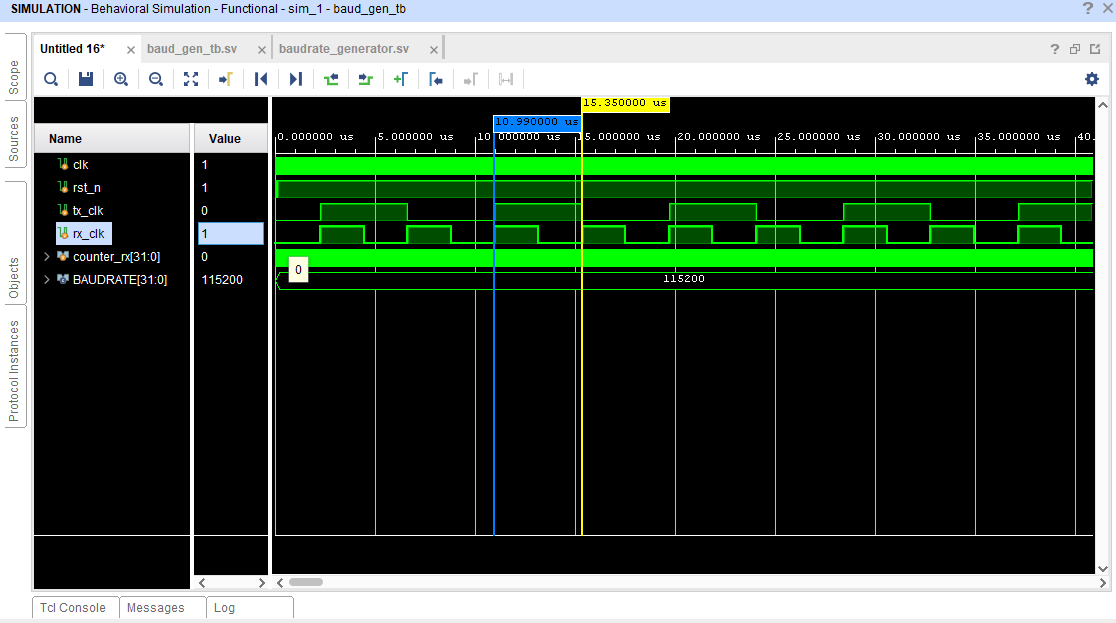 SIMULATION - Behavioral Simulation - Functional - sim_1 - baud_gen_tb
? ×
Scope
Sources
Objects
Protocol Instances
Untitled 16* × baud_gen_tb.sv × baudrate_generator.sv ×
?
15.350000 us
10.990000 us
0.000000 us 5.000000 us 10.000000 us 15.000000 us 20.000000 us 25.000000 us 30.000000 us 35.000000 us 40.
Name Value
clk 1
rst_n 1
tx_clk 0
rx_clk 1
counter_rx[31:0] 0
0
BAUDRATE[31:0] 115200 115200
Tcl Console Messages Log